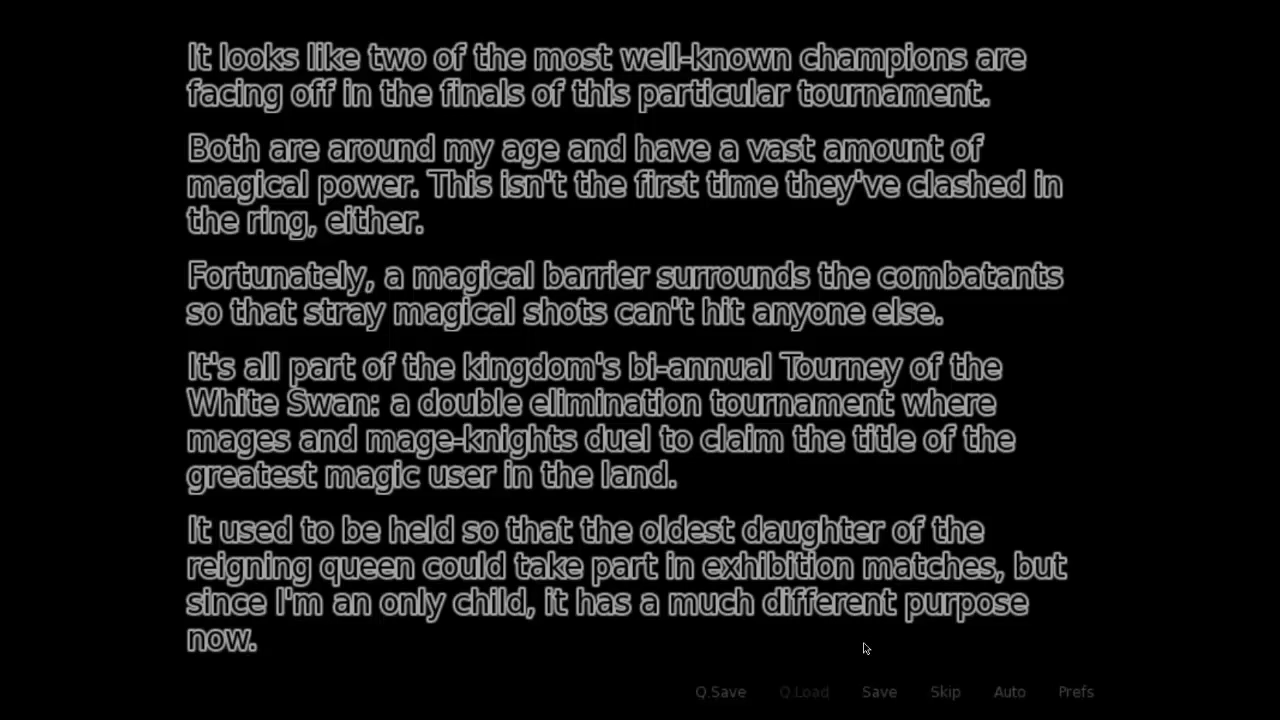 It looks like two of the most well-known champions are
facing off in the finals of this particular tournament.
Both are around my age and have a vast amount of
magical power. This isn't the first time they've clashed in
the ring, either.
Fortunately, a magical barrier surrounds the combatants
so that stray magical shots can't hit anyone else.
It's all part of the kingdom's bi-annual Tourney of the
White Swan: a double elimination tournament where
mages and mage-knights duel to claim the title of the
greatest magic user in the land.
It used to be held so that the oldest daughter of the
reigning queen could take part in exhibition matches, but
since I'm an only child, it has a much different purpose
now.
Q.Save Q.Load Save Skip Auto Prefs